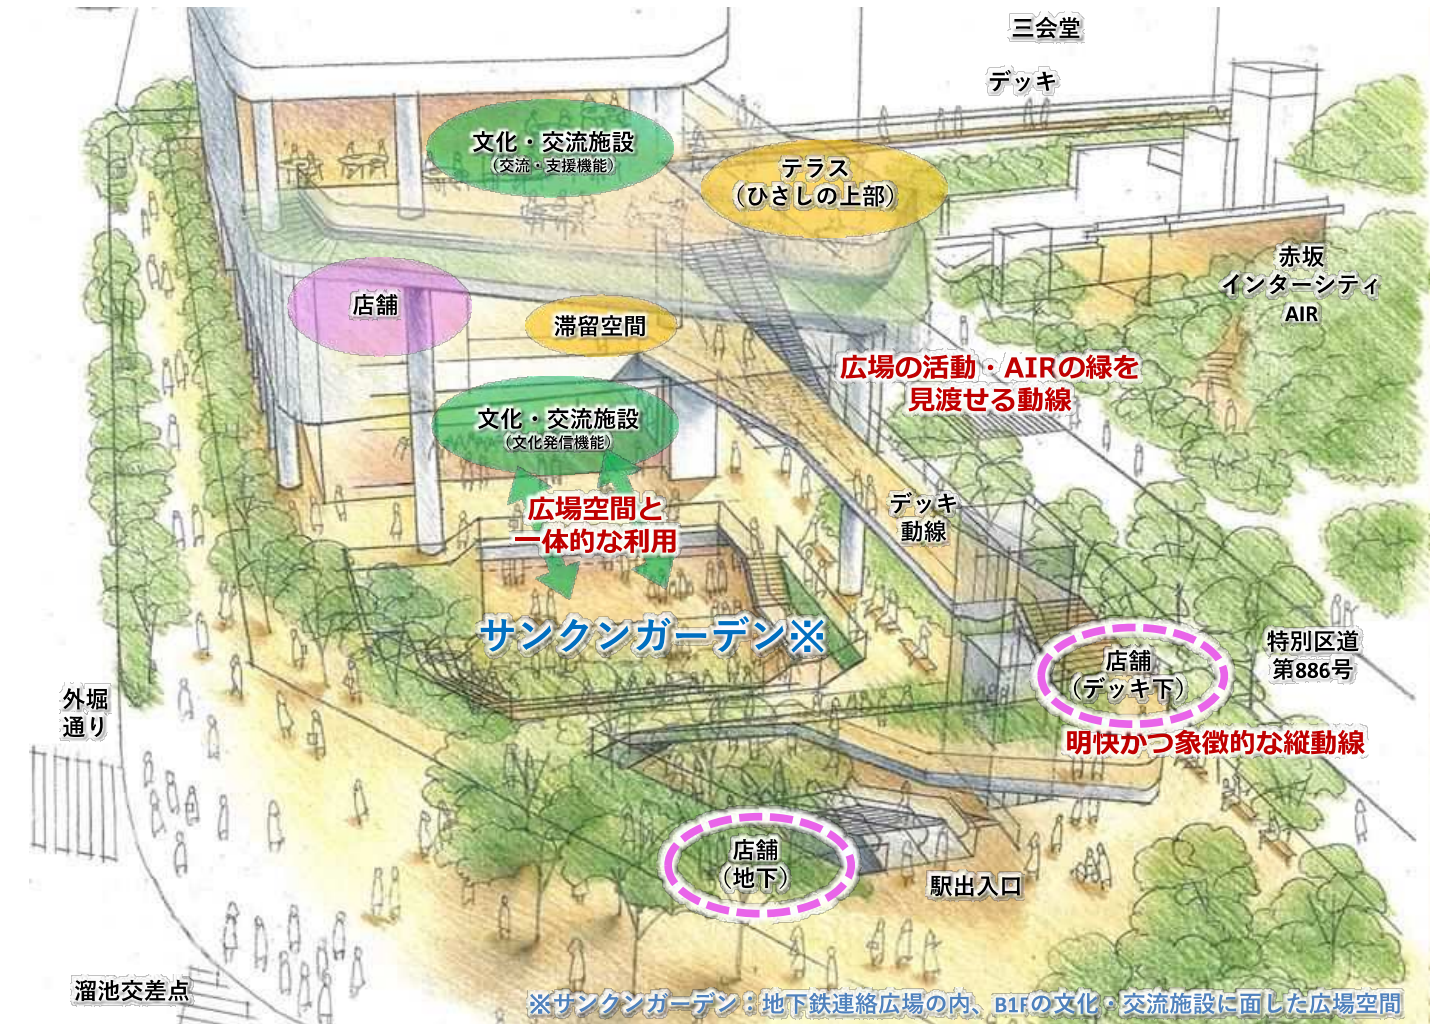 三会堂
デッキ
文化・交流施設
（交流・支援機能）
テラス
（ひさしの上部）
赤坂
インターシティ
AIR
店舗
滞留空間
広場の活動・AIRの緑を
見渡せる動線
文化・交流施設
（文化発信機能）
デッキ
動線
広場空間と
一体的な利用
サンクンガーデン※
特別区道
第886号
店舗
（デッキ下）
外堀
通り
明快かつ象徴的な縦動線
店舗
（地下）
駅出入口
溜池交差点
※サンクンガーデン：地下鉄連絡広場の内、B1Fの文化・交流施設に面した広場空間